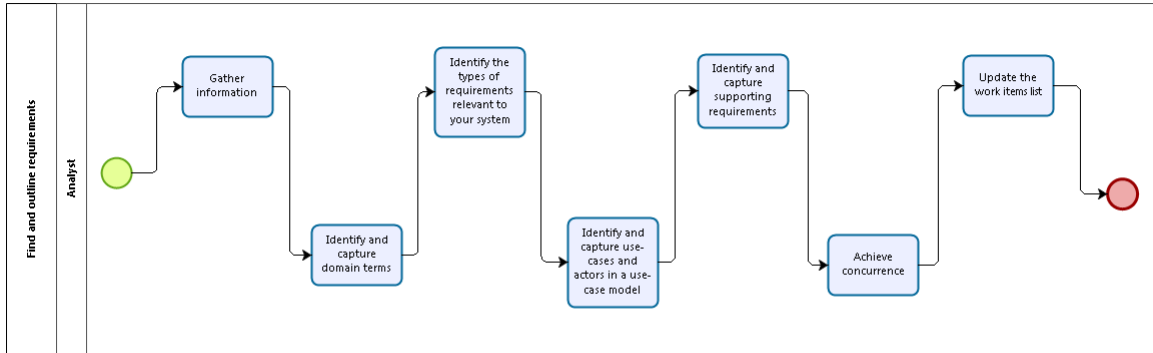 Find and outline requirements
Analyst
Gather
information
Identify and
capture
domain terms
Identify the
types of
requirements
relevant to
your system
Identify and
capture use-
cases and
actors in a use-
case model
Identify and
capture
supporting
requirements
Achieve
concurrence
Update the
work items list